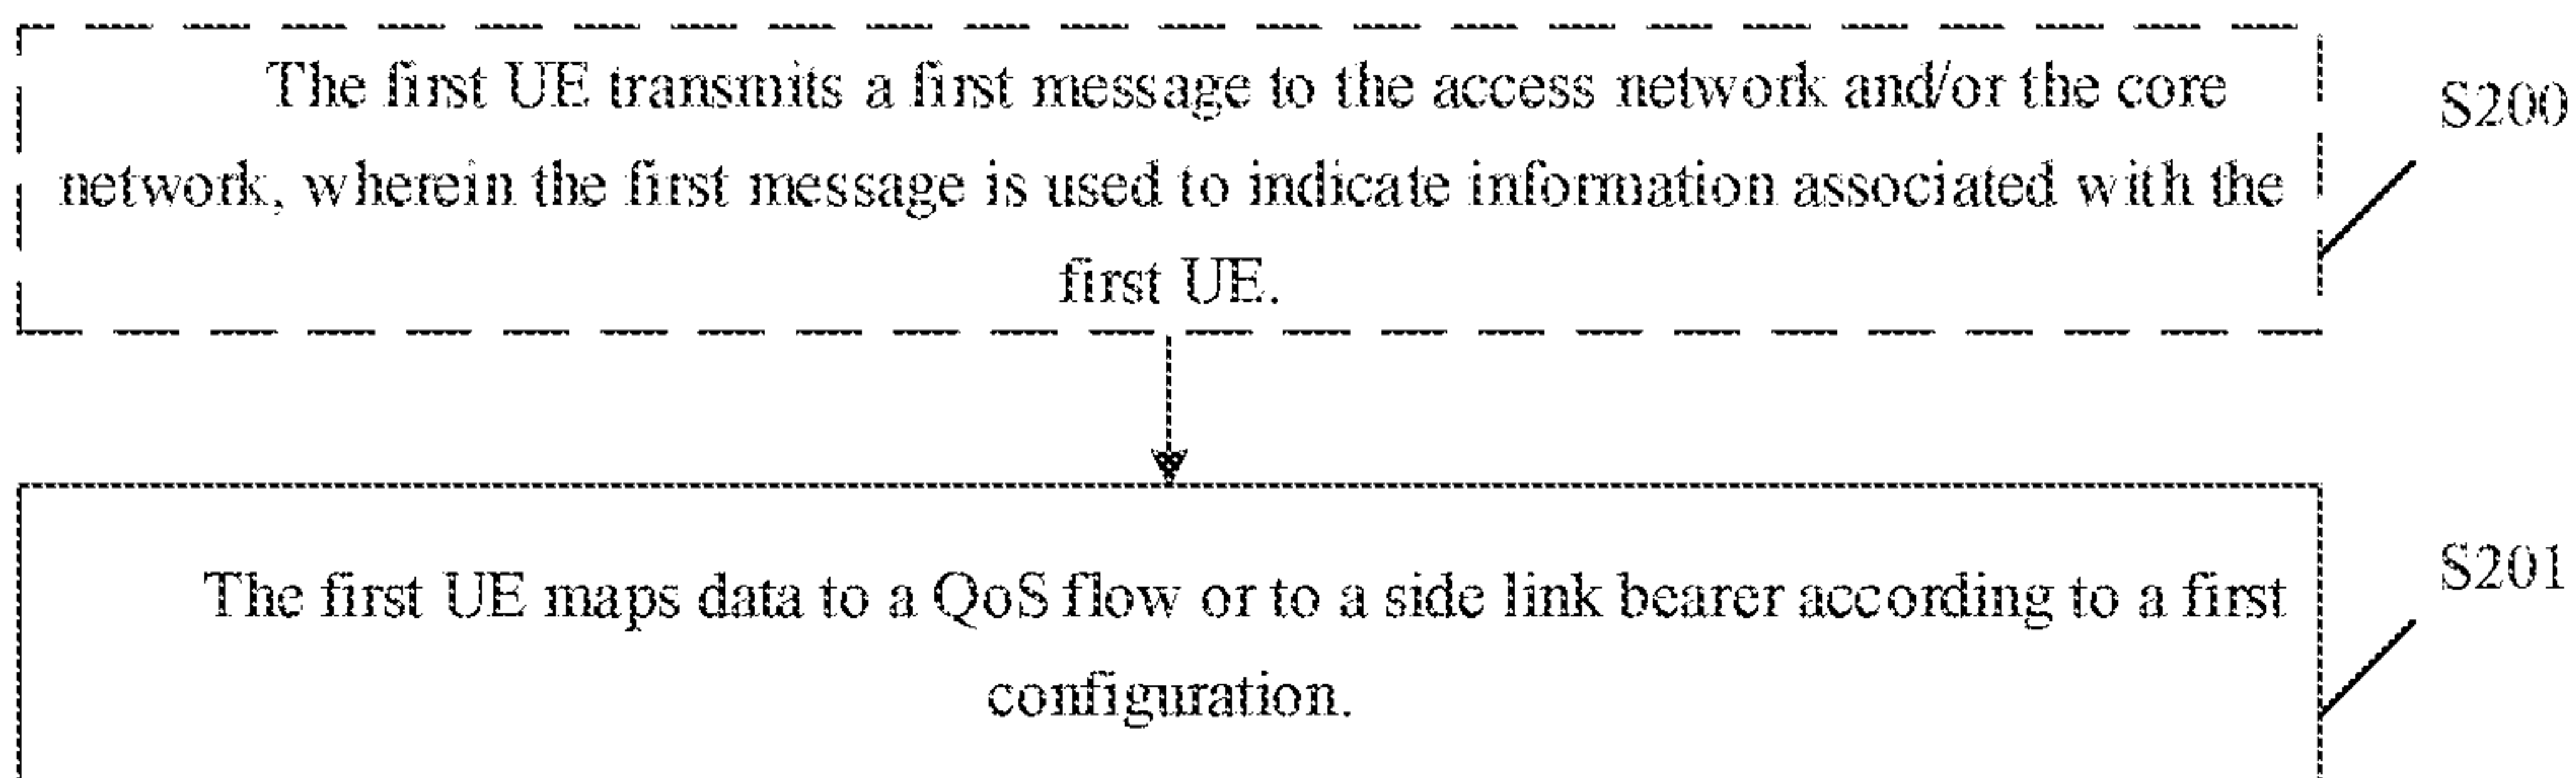 The first UE transmits a first message to the access network and/or the core
network, wherein the first message is used to indicate information associated with the
first UE.
S200
The first UE maps data to a QoS flow or to a side link bearer according to a first
configuration.
S201